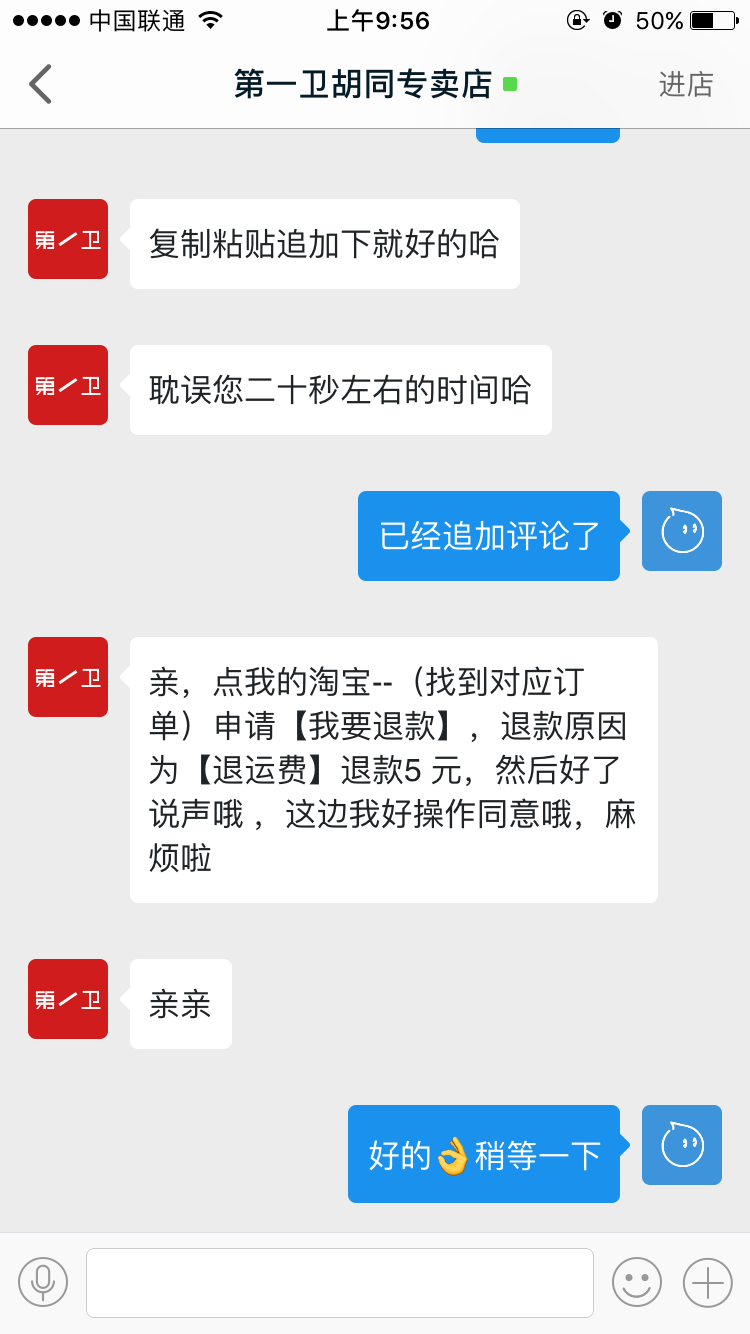 中国联通 上午9:56 50%
第一卫胡同专卖店 进店
第一卫
复制粘贴追加下就好的哈
第一卫
耽误您二十秒左右的时间哈
已经追加评论了
第一卫
亲，点我的淘宝--（找到对应订
单）申请【我要退款】，退款原因
为【退运费】退款5 元，然后好了
说声哦 ，这边我好操作同意哦，麻
烦啦
第一卫
亲亲
好的👌稍等一下